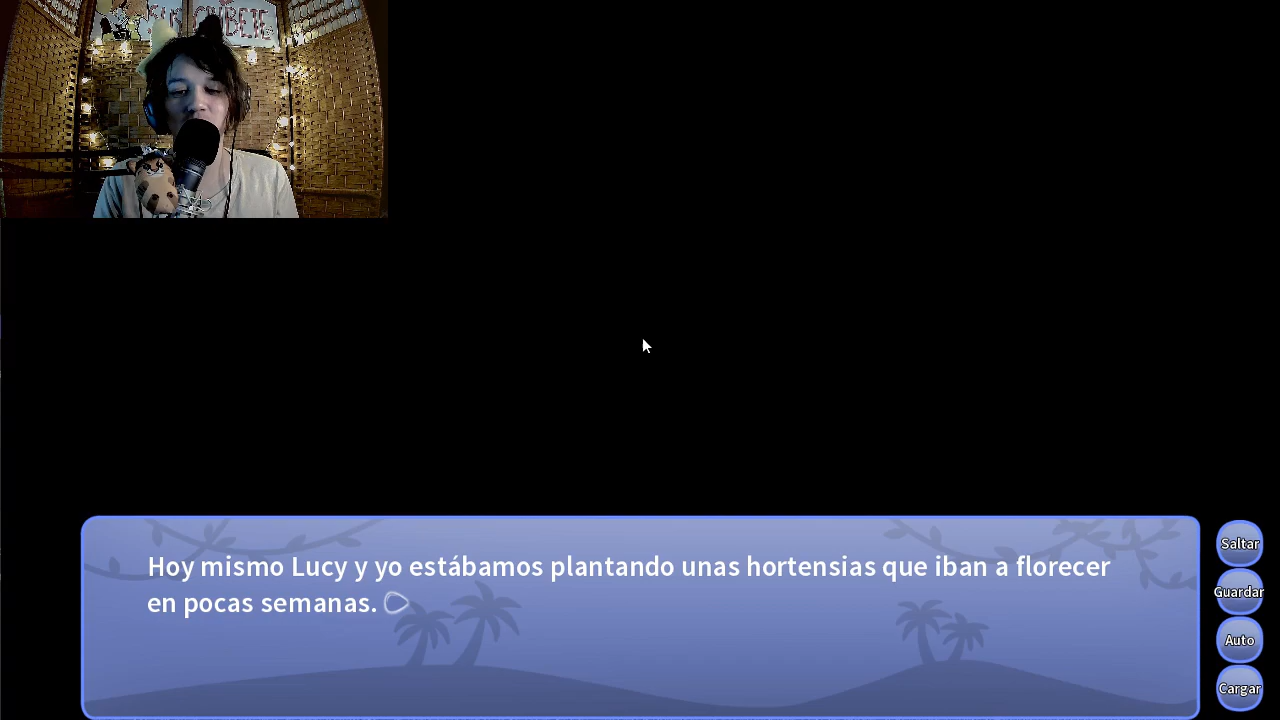 Hoy mismo Lucy y yo estábamos plantando unas hortensias que iban a florecer
en pocas semanas.
Saltar
Guardar
Auto
Cargar